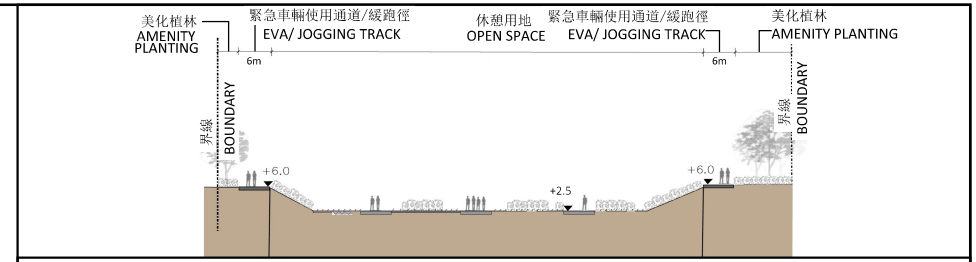 美化植林
AMENITY
PLANTING
緊急車輛使用通道/緩跑徑
EVA/ JOGGING TRACK
休憩用地
OPEN SPACE
緊急車輛使用通道/緩跑徑
EVA/ JOGGING TRACK
美化植林
AMENITY PLANTING
6m
6m
界線
BOUNDARY
界線
BOUNDARY
+6.0
+2.5
+6.0